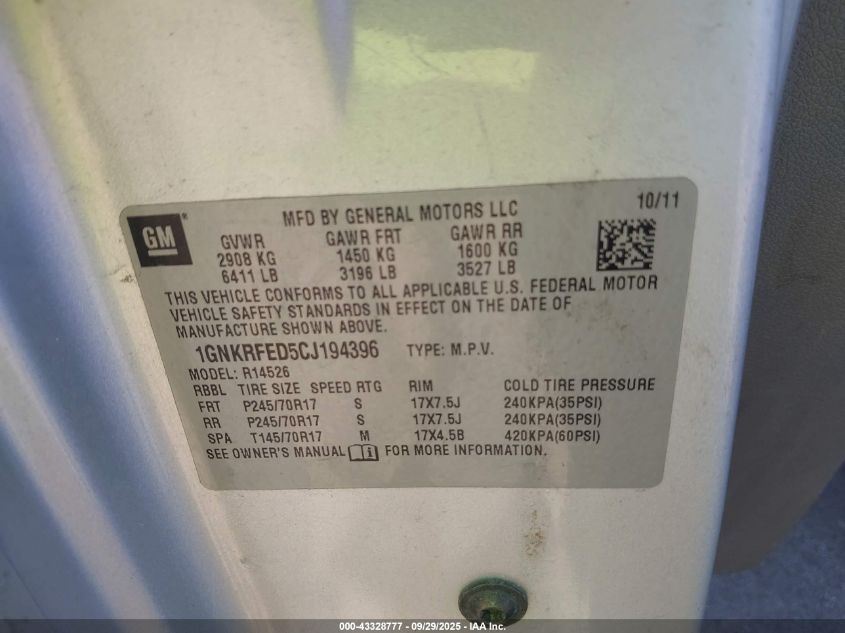 GM
MFD BY GENERAL MOTORS LLC 10/11
GVWR GAWR FRT GAWR RR
2908 KG 1450 KG 1600 KG
6411 LB 3196 LB 3527 LB
THIS VEHICLE CONFORMS TO ALL APPLICABLE U.S. FEDERAL MOTOR
VEHICLE SAFETY STANDARDS IN EFFECT ON THE DATE OF
MANUFACTURE SHOWN ABOVE.
1GNKRFED5CJ194396 TYPE: M.P.V.
MODEL: R14526
RBBL TIRE SIZE SPEED RTG RIM COLD TIRE PRESSURE
FRT P245/70R17 S 17X7.5J 240KPA(35PSI)
RR P245/70R17 S 17X7.5J 240KPA(35PSI)
SPA T145/70R17 M 17X4.5B 420KPA(60PSI)
SEE OWNER'S MANUAL FOR MORE INFORMATION.
000-43328777 - 09/29/2025 - IAA Inc.